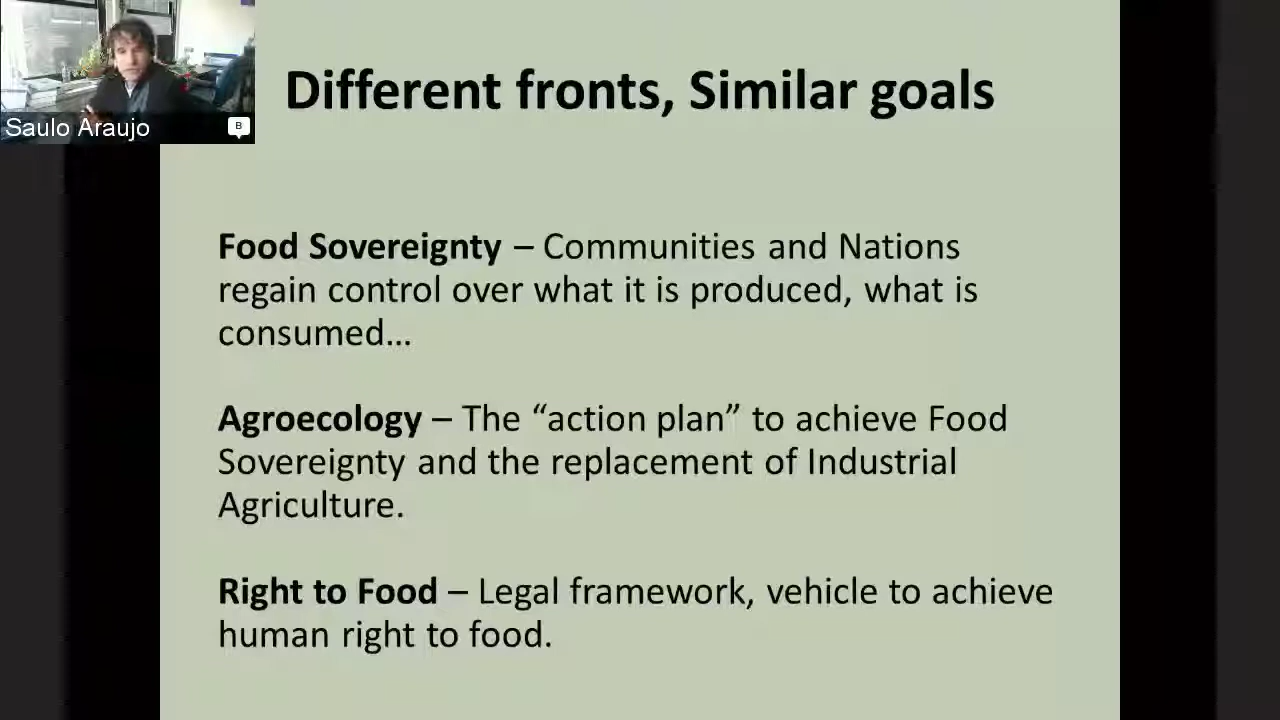 Saulo Araujo
B
Different fronts, Similar goals
Food Sovereignty – Communities and Nations
regain control over what it is produced, what is
consumed…
Agroecology – The “action plan” to achieve Food
Sovereignty and the replacement of Industrial
Agriculture.
Right to Food – Legal framework, vehicle to achieve
human right to food.